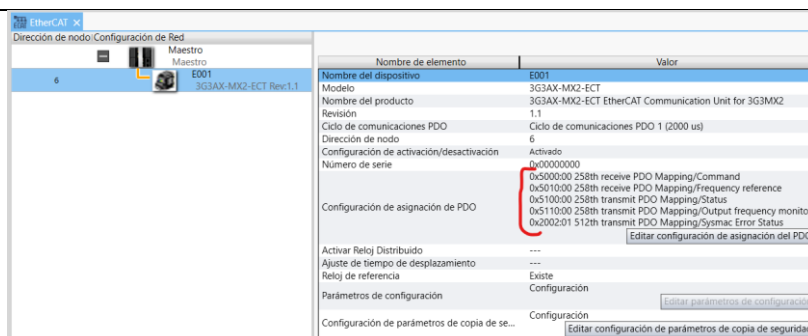 EtherCAT
Dirección de nodo Configuración de Red
Maestro
Maestro
6
E001
3G3AX-MX2-ECT Rev:1.1
Nombre de elemento Valor
Nombre del dispositivo E001
Modelo 3G3AX-MX2-ECT
Nombre del producto 3G3AX-MX2-ECT EtherCAT Communication Unit for 3G3MX2
Revisión 1.1
Ciclo de comunicaciones PDO Ciclo de comunicaciones PDO 1 (2000 us)
Dirección de nodo 6
Configuración de activación/desactivación Activado
Número de serie 0x00000000
Configuración de asignación de PDO
0x5000:00 258th receive PDO Mapping/Command
0x5010:00 258th receive PDO Mapping/Frequency reference
0x5100:00 258th transmit PDO Mapping/Status
0x5110:00 258th transmit PDO Mapping/Output frequency monito
0x2002:01 512th transmit PDO Mapping/Sysmac Error Status
Editar configuración de asignación del PDO
Activar Reloj Distribuido ---
Ajuste de tiempo de desplazamiento ---
Reloj de referencia Existe
Parámetros de configuración Configuración
Editar parámetros de configuració
Configuración de parámetros de copia de se... Configuración
Editar configuración de parámetros de copia de segurida